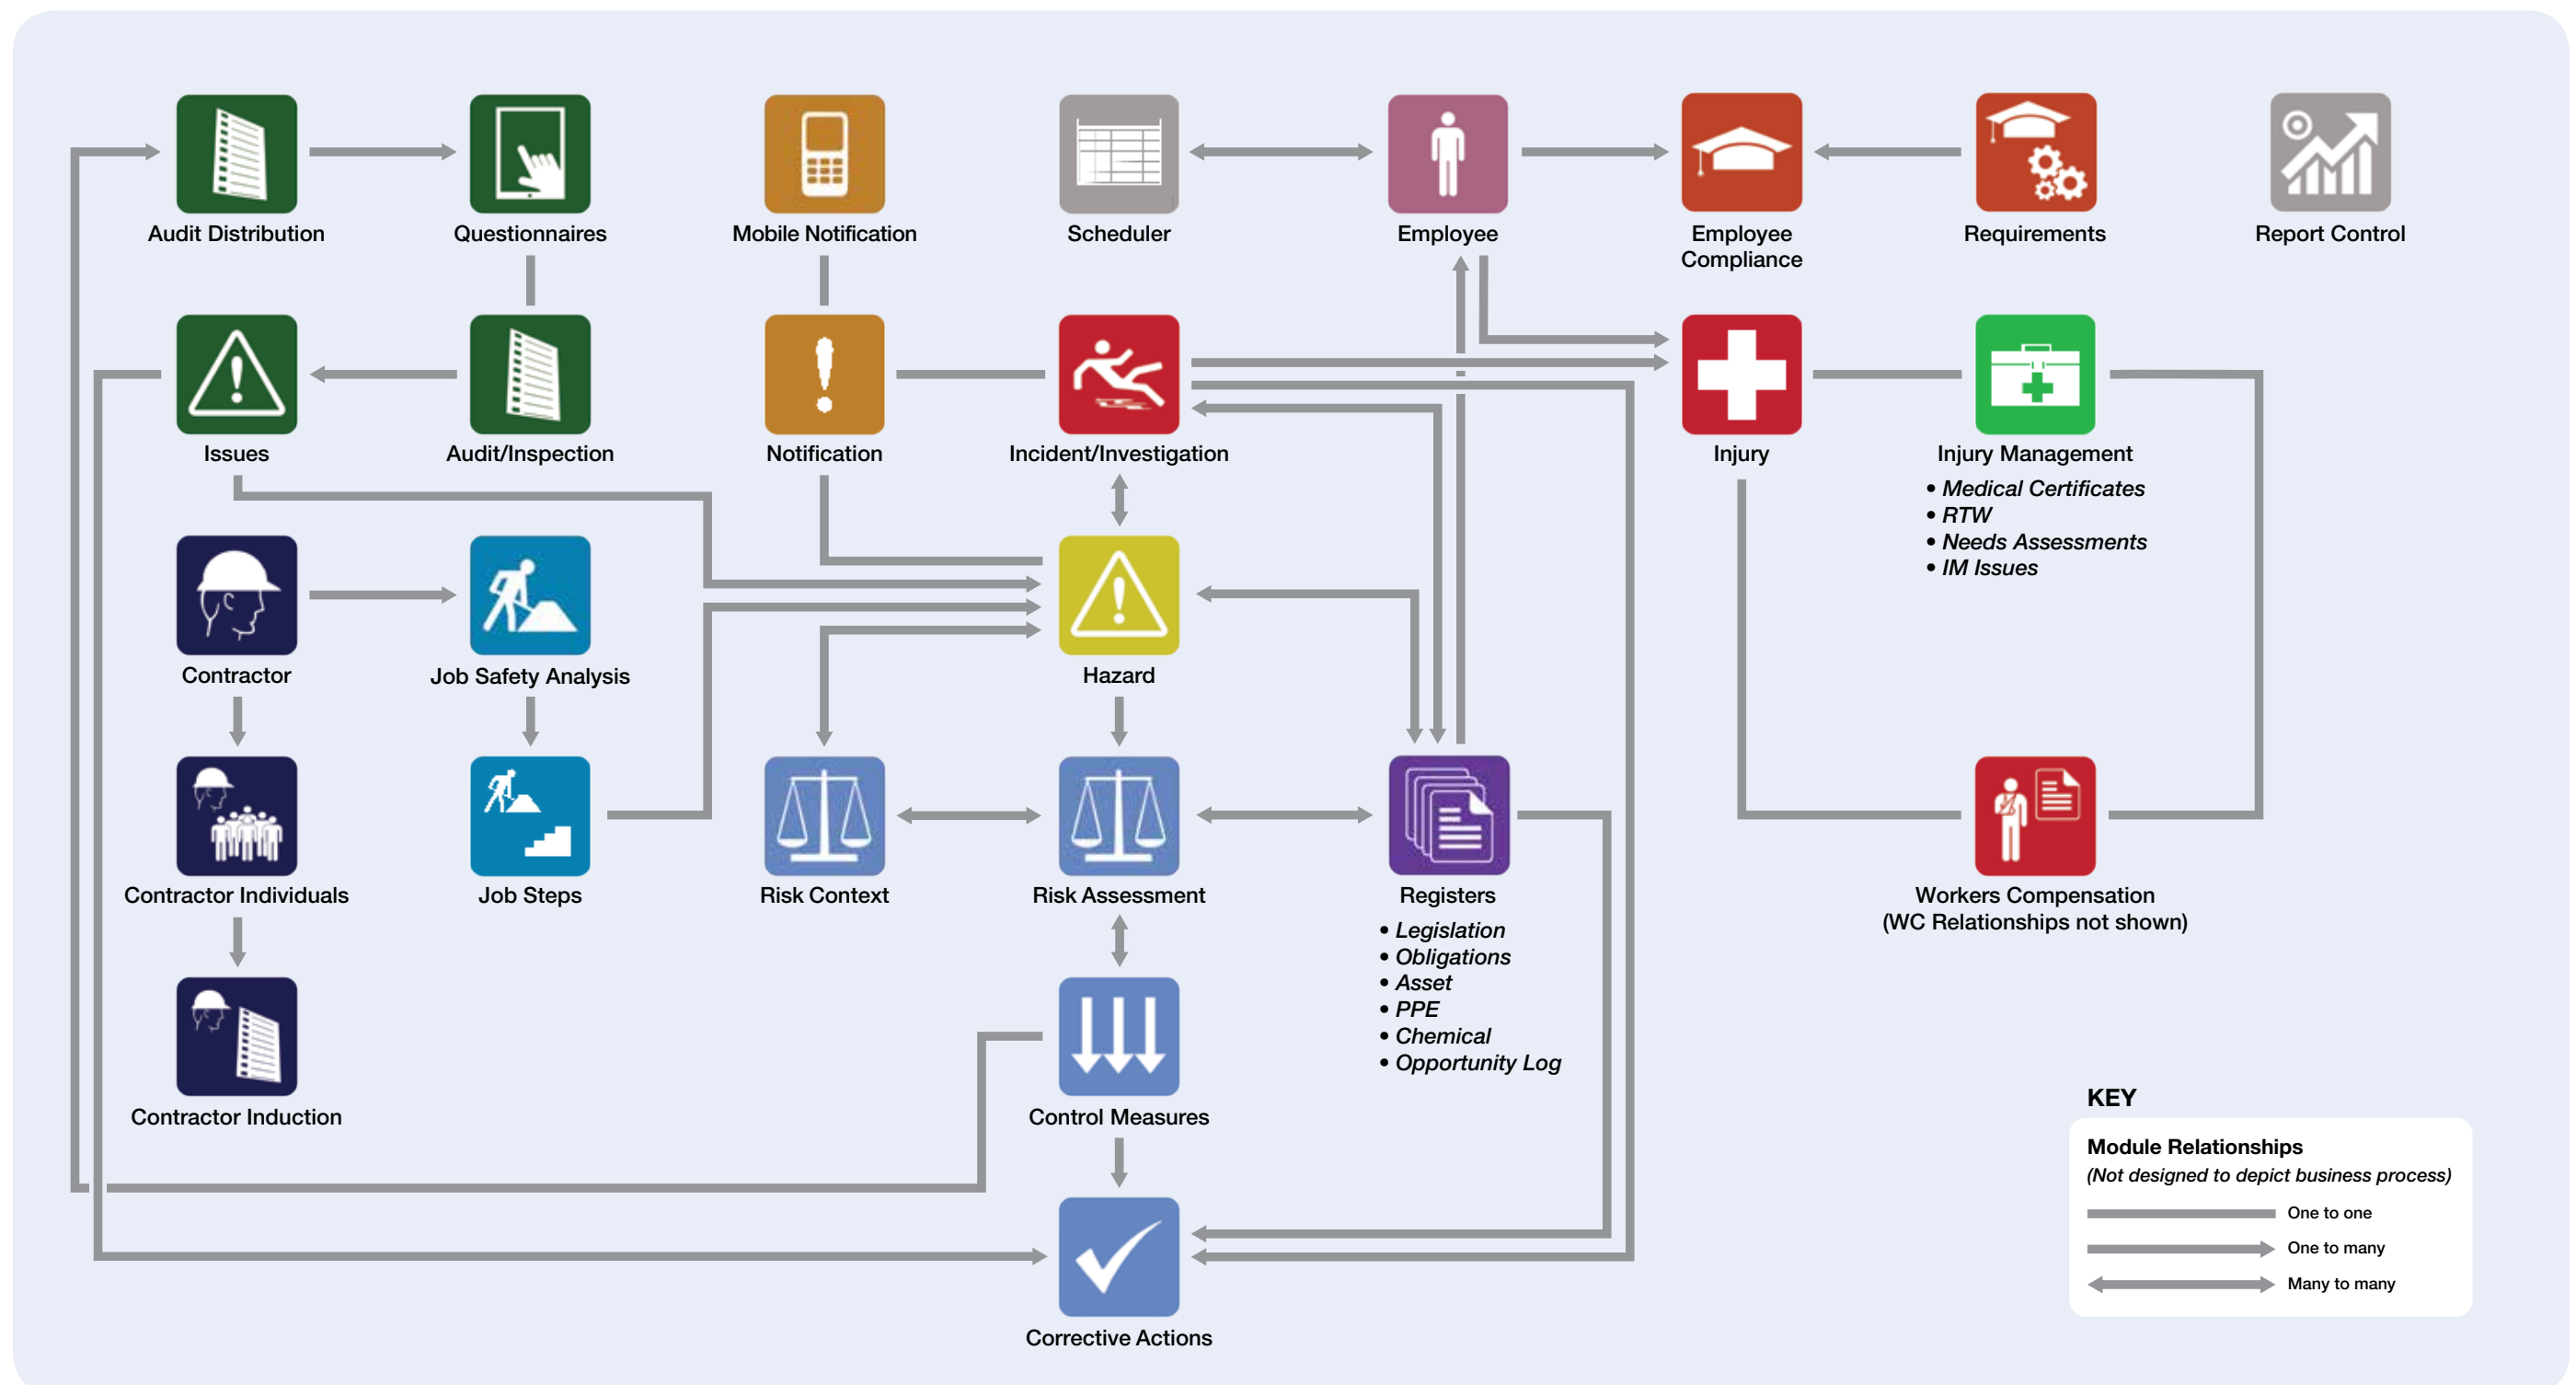 Audit Distribution
Questionnaires
Mobile Notification
Scheduler
Employee
Employee
Compliance
Requirements
Report Control
Issues
Audit/Inspection
Notification
Incident/Investigation
Injury
Injury Management
• Medical Certificates
• RTW
• Needs Assessments
• IM Issues
Contractor
Job Safety Analysis
Hazard
Contractor Individuals
Job Steps
Risk Context
Risk Assessment
Registers
• Legislation
• Obligations
• Asset
• PPE
• Chemical
• Opportunity Log
Workers Compensation
(WC Relationships not shown)
Contractor Induction
Control Measures
Corrective Actions
KEY
Module Relationships
(Not designed to depict business process)
One to one
One to many
Many to many